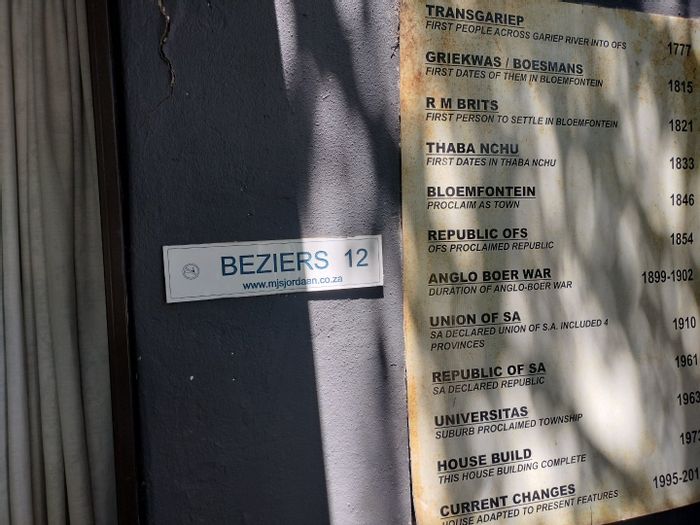 BEZIERS 12
www.mjsjordaan.co.za
TRANSGARIEP
FIRST PEOPLE ACROSS GARIEP RIVER INTO OFS 1777
GRIEKWAS / BOESMANS
FIRST DATES OF THEM IN BLOEMFONTEIN 1815
R M BRITS
FIRST PERSON TO SETTLE IN BLOEMFONTEIN 1821
THABA NCHU
FIRST DATES IN THABA NCHU 1833
BLOEMFONTEIN
PROCLAIM AS TOWN 1846
REPUBLIC OFS
OFS PROCLAIMED REPUBLIC 1854
ANGLO BOER WAR
DURATION OF ANGLO-BOER WAR 1899-1902
UNION OF SA
SA DECLARED UNION OF S.A. INCLUDED 4 1910
PROVINCES
REPUBLIC OF SA 1961
SA DECLARED REPUBLIC
UNIVERSITAS 1963
SUBURB PROCLAIMED TOWNSHIP
HOUSE BUILD
THIS HOUSE BUILDING COMPLETE
CURRENT CHANGES
HOUSE ADAPTED TO PRESENT FEATURES